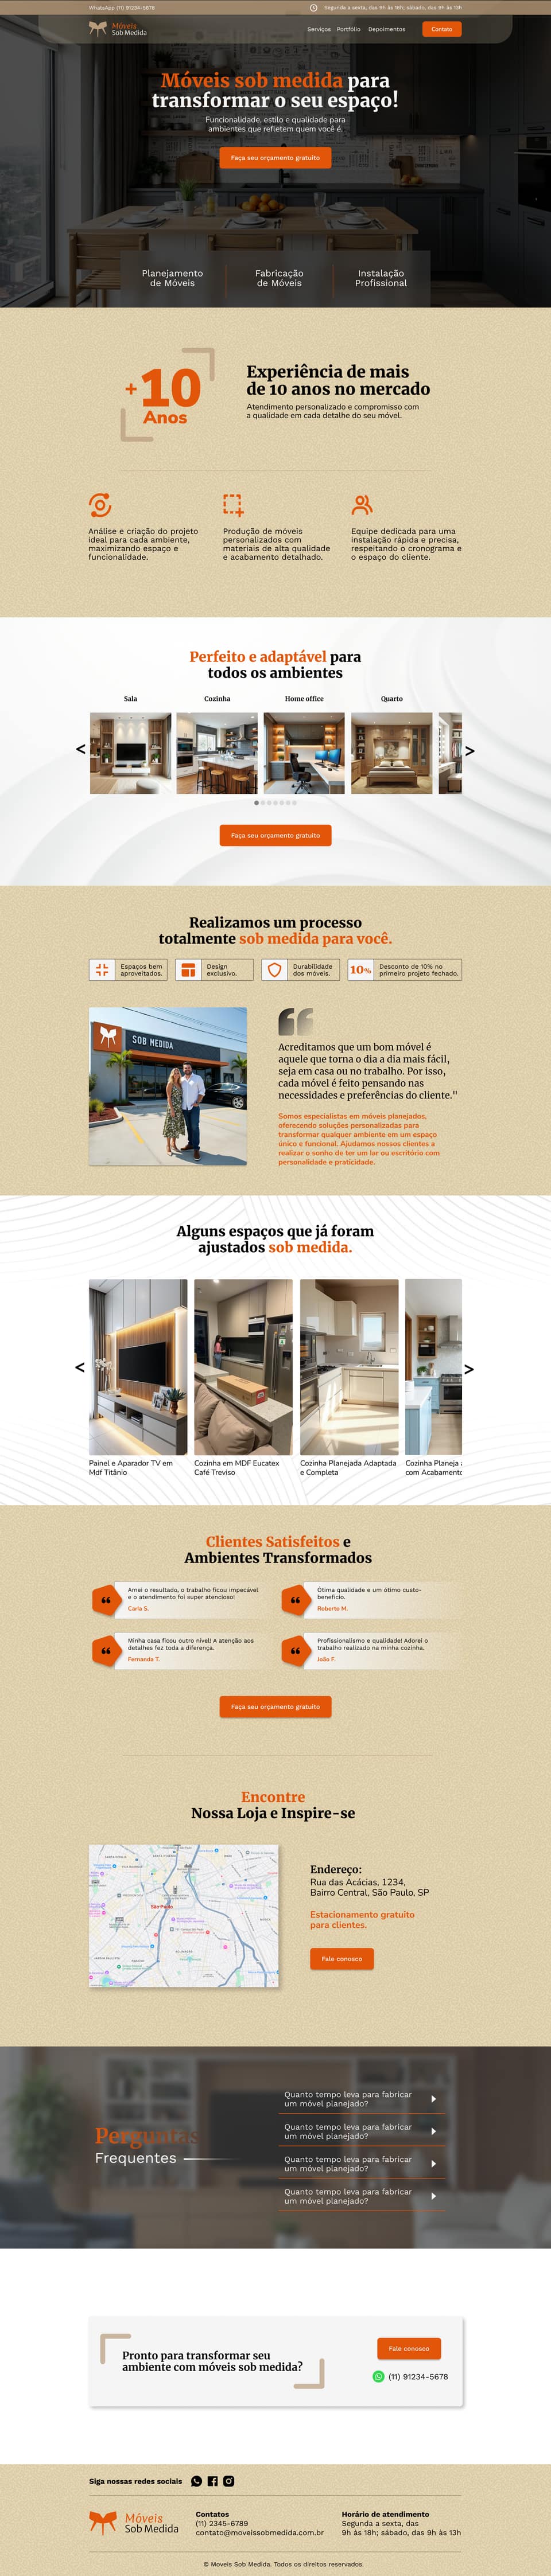 WhatsApp (11) 91234-5678
Segunda a sexta, das 9h às 18h; sábado, das 9h às 13h
Móveis
Sob Medida
Serviços Portfólio Depoimentos Contato
Móveis sob medida para
transformar o seu espaço!
Funcionalidade, estilo e qualidade para
ambientes que refletem quem você é.
Faça seu orçamento gratuito
Planejamento
de Móveis
Fabricação
de Móveis
Instalação
Profissional
+10
Anos
Experiência de mais
de 10 anos no mercado
Atendimento personalizado e compromisso com
a qualidade em cada detalhe do seu móvel.
Análise e criação do projeto
ideal para cada ambiente,
maximizando espaço e
funcionalidade.
Produção de móveis
personalizados com
materiais de alta qualidade
e acabamento detalhado.
Equipe dedicada para uma
instalação rápida e precisa,
respeitando o cronograma e
o espaço do cliente.
Perfeito e adaptável para
todos os ambientes
Sala
Cozinha
Home office
Quarto
< >
Faça seu orçamento gratuito
Realizamos um processo
totalmente sob medida para você.
Espaços bem
aproveitados.
Design
exclusivo.
Durabilidade
dos móveis.
10%
Desconto de 10% no
primeiro projeto fechado.
SOB MEDIDA
Acreditamos que um bom móvel é
aquele que torna o dia a dia mais fácil,
seja em casa ou no trabalho. Por isso,
cada móvel é feito pensando nas
necessidades e preferências do cliente."
Somos especialistas em móveis planejados,
oferecendo soluções personalizadas para
transformar qualquer ambiente em um espaço
único e funcional. Ajudamos nossos clientes a
realizar o sonho de ter um lar ou escritório com
personalidade e praticidade.
Alguns espaços que já foram
ajustados sob medida.
< >
Painel e Aparador TV em
Mdf Titânio
Cozinha em MDF Eucatex
Café Treviso
Cozinha Planejada Adaptada
e Completa
Cozinha Planeja
com Acabamento
Clientes Satisfeitos e
Ambientes Transformados
Amei o resultado, o trabalho ficou impecável
e o atendimento foi super atencioso!
Carla S.
Ótima qualidade e um ótimo custo-
benefício.
Roberto M.
Minha casa ficou outro nível! A atenção aos
detalhes fez toda a diferença.
Fernanda T.
Profissionalismo e qualidade! Adorei o
trabalho realizado na minha cozinha.
João F.
Faça seu orçamento gratuito
Encontre
Nossa Loja e Inspire-se
São Paulo
Endereço:
Rua das Acácias, 1234,
Bairro Central, São Paulo, SP
Estacionamento gratuito
para clientes.
Fale conosco
Perguntas
Frequentes
Quanto tempo leva para fabricar
um móvel planejado?
Quanto tempo leva para fabricar
um móvel planejado?
Quanto tempo leva para fabricar
um móvel planejado?
Quanto tempo leva para fabricar
um móvel planejado?
Pronto para transformar seu
ambiente com móveis sob medida?
Fale conosco
(11) 91234-5678
Siga nossas redes sociais
Móveis
Sob Medida
Contatos
(11) 2345-6789
contato@moveissobmedida.com.br
Horário de atendimento
Segunda a sexta, das
9h às 18h; sábado, das 9h às 13h
© Moveis Sob Medida. Todos os direitos reservados.